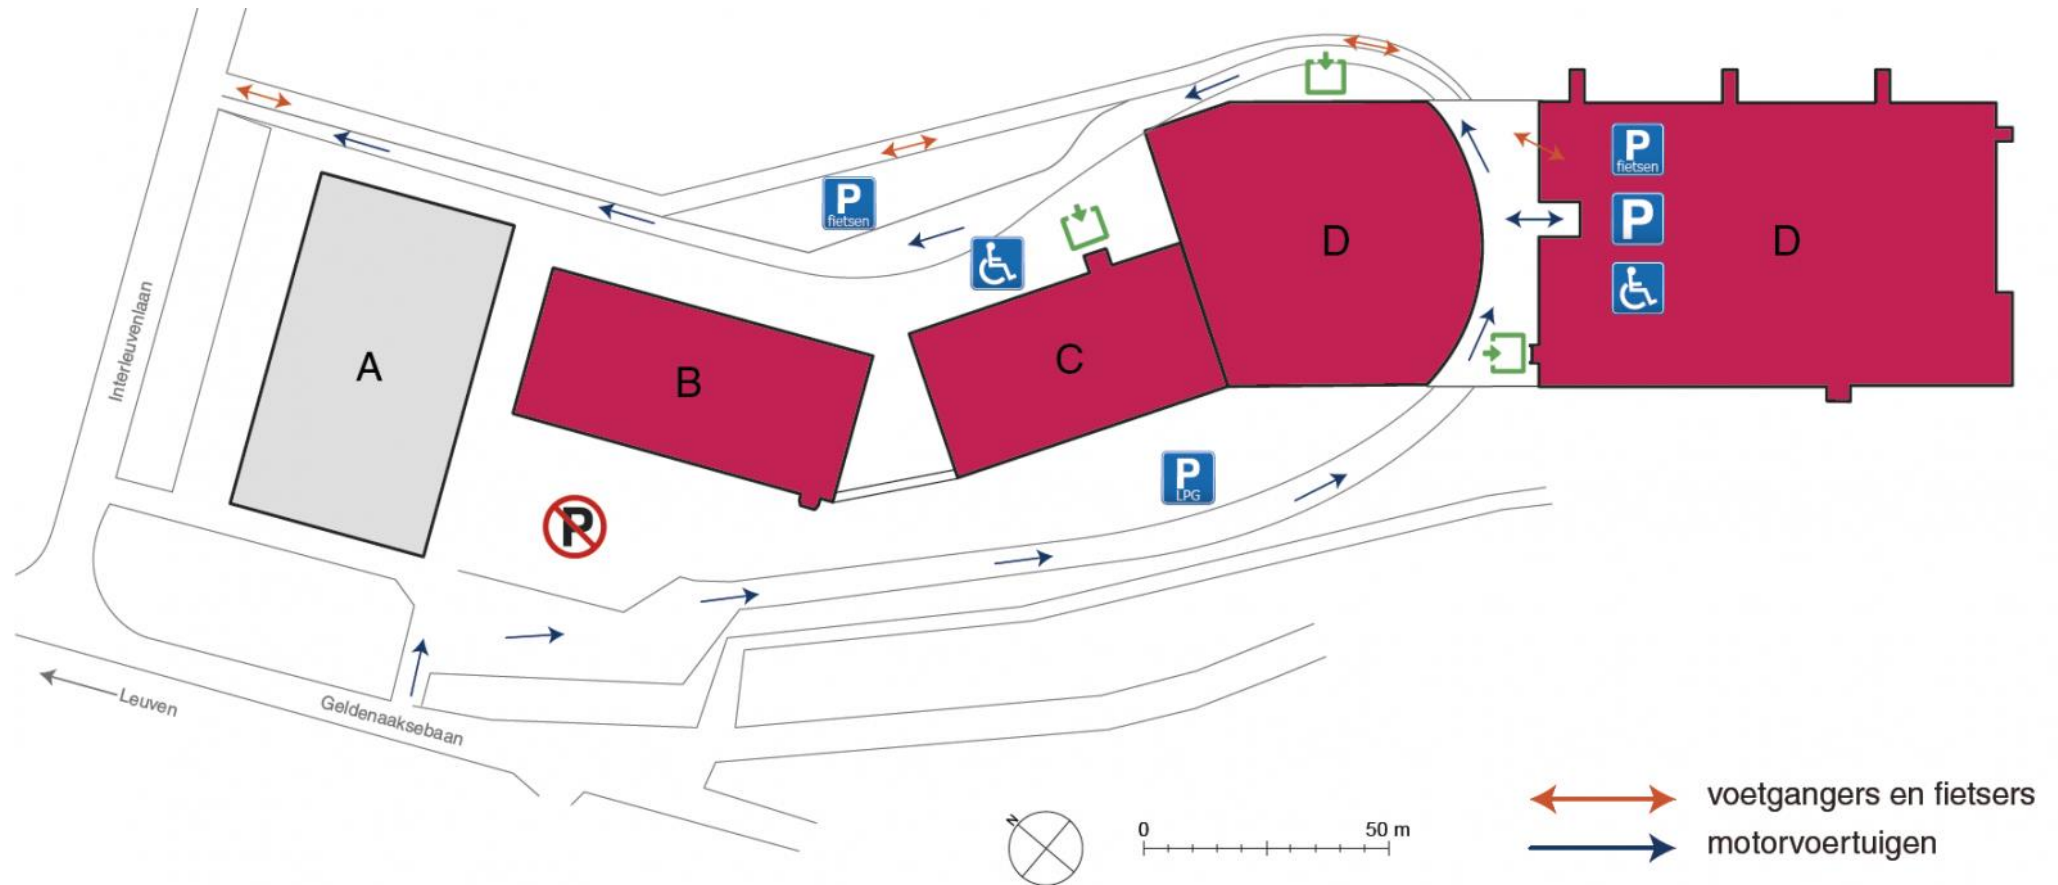 P
fietsen
P
fietsen
P
D
D
A
B
C
Interleuvenlaan
P
LPG
P
Leuven
Geldenaaksebaan
N
0 50 m
voetgangers en fietsers
motorvoertuigen